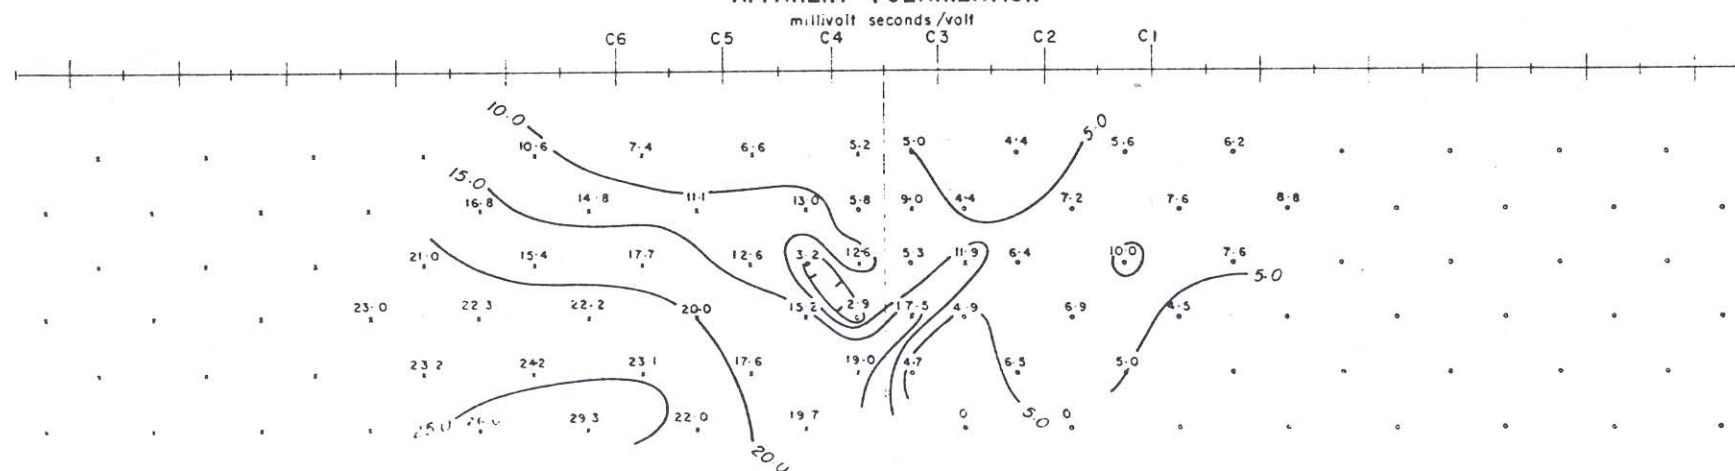 APPARENT POLARIZATION
millivolt seconds/volt
C6 C5 C4 C3 C2 C1
10.0 5.0
10.6 7.4 6.6 5.2 5.0 4.4 5.6 6.2
15.0
16.8 14.8 11.1 13.0 5.8 9.0 4.4 7.2 7.6 8.8
21.0 15.4 17.7 12.6 3.2 12.6 5.3 11.9 6.4 10.0 7.6
5.0
23.0 22.3 22.2 20.0 15.2 2.9 17.5 4.9 6.9 4.5
23.2 24.2 23.1 17.6 19.0 4.7 6.5 5.0
25.0 29.3 22.0 19.7 0 5.0 0
20.0